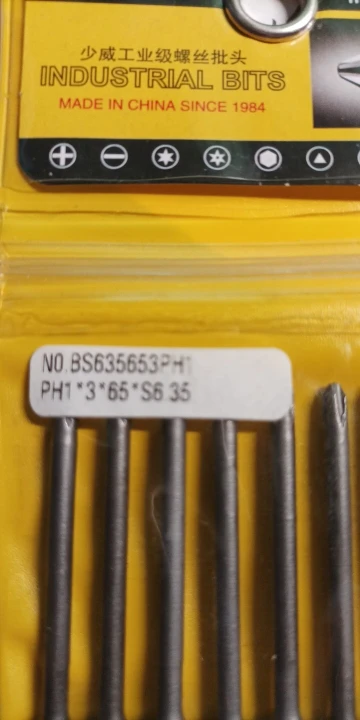 少威工业级螺丝批头
INDUSTRIAL BITS
MADE IN CHINA SINCE 1984
NO.BS635653PH1
PH1*3*65*S6.35